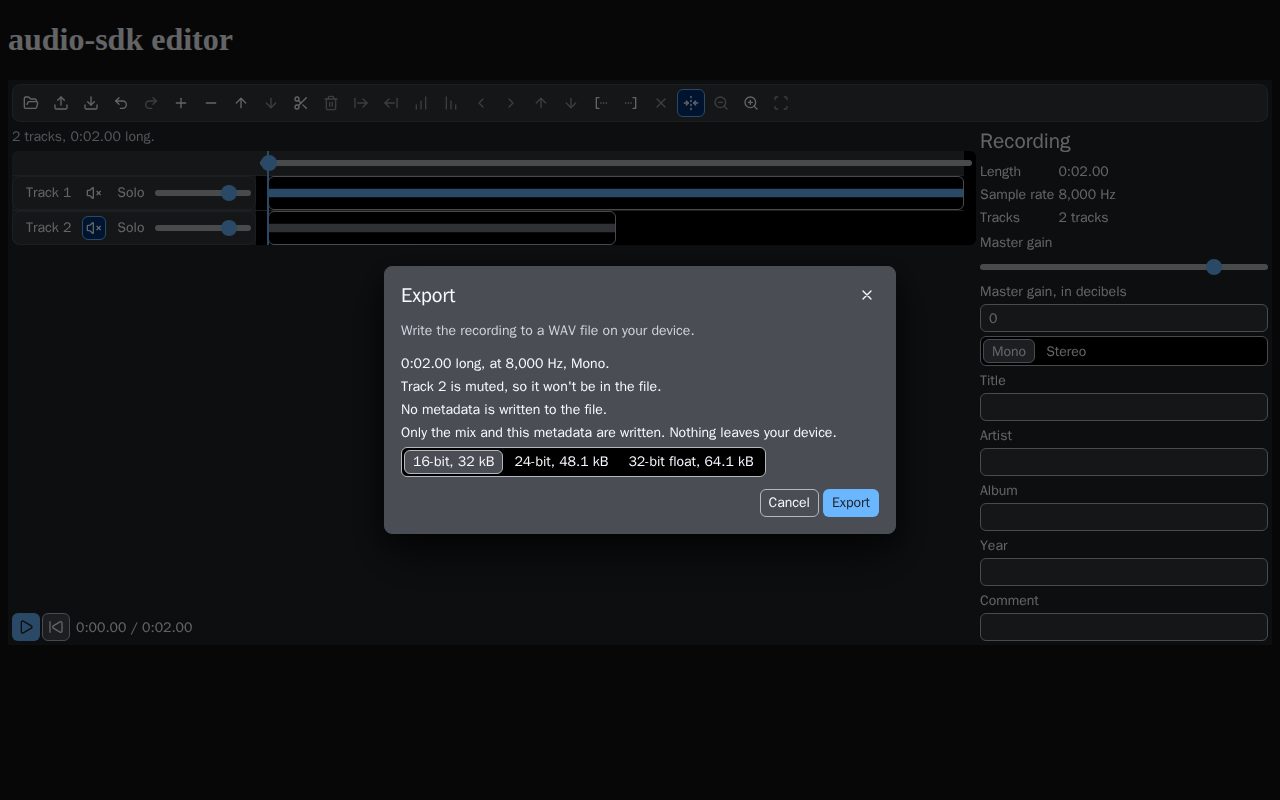 audio-sdk editor
2 tracks, 0:02.00 long.
Track 1 Solo
Track 2 Solo
Recording
Length 0:02.00
Sample rate 8,000 Hz
Tracks 2 tracks
Master gain
Master gain, in decibels
0
Mono Stereo
Title
Artist
Album
Year
Comment
Export
Write the recording to a WAV file on your device.
0:02.00 long, at 8,000 Hz, Mono.
Track 2 is muted, so it won't be in the file.
No metadata is written to the file.
Only the mix and this metadata are written. Nothing leaves your device.
16-bit, 32 kB 24-bit, 48.1 kB 32-bit float, 64.1 kB
Cancel Export
0:00.00 / 0:02.00